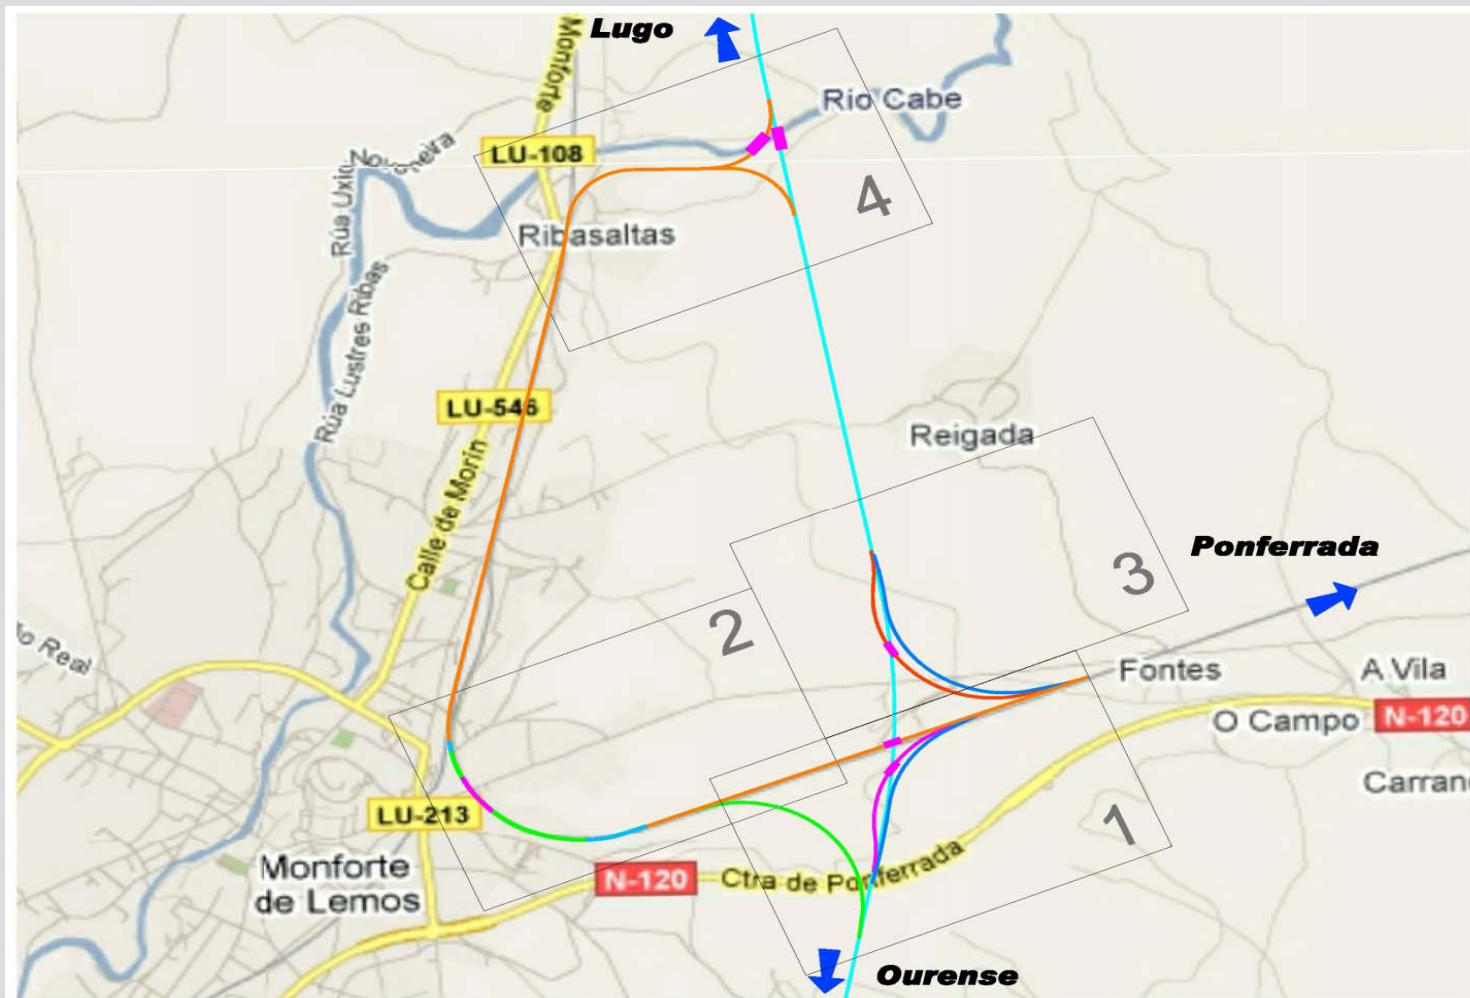 Monforte
Lugo
Río Cabe
LU-108
Rúa Uxío
neira
Ribasaltas
4
Rúa Lustres Ribas
LU-546
Reigada
Calle de Morín
Ponferrada
3
2
Real
Fontes
A Vila
O Campo
N-120
Carran
LU-213
1
Monforte
de Lemos
N-120
Ctra de Ponferrada
Ourense